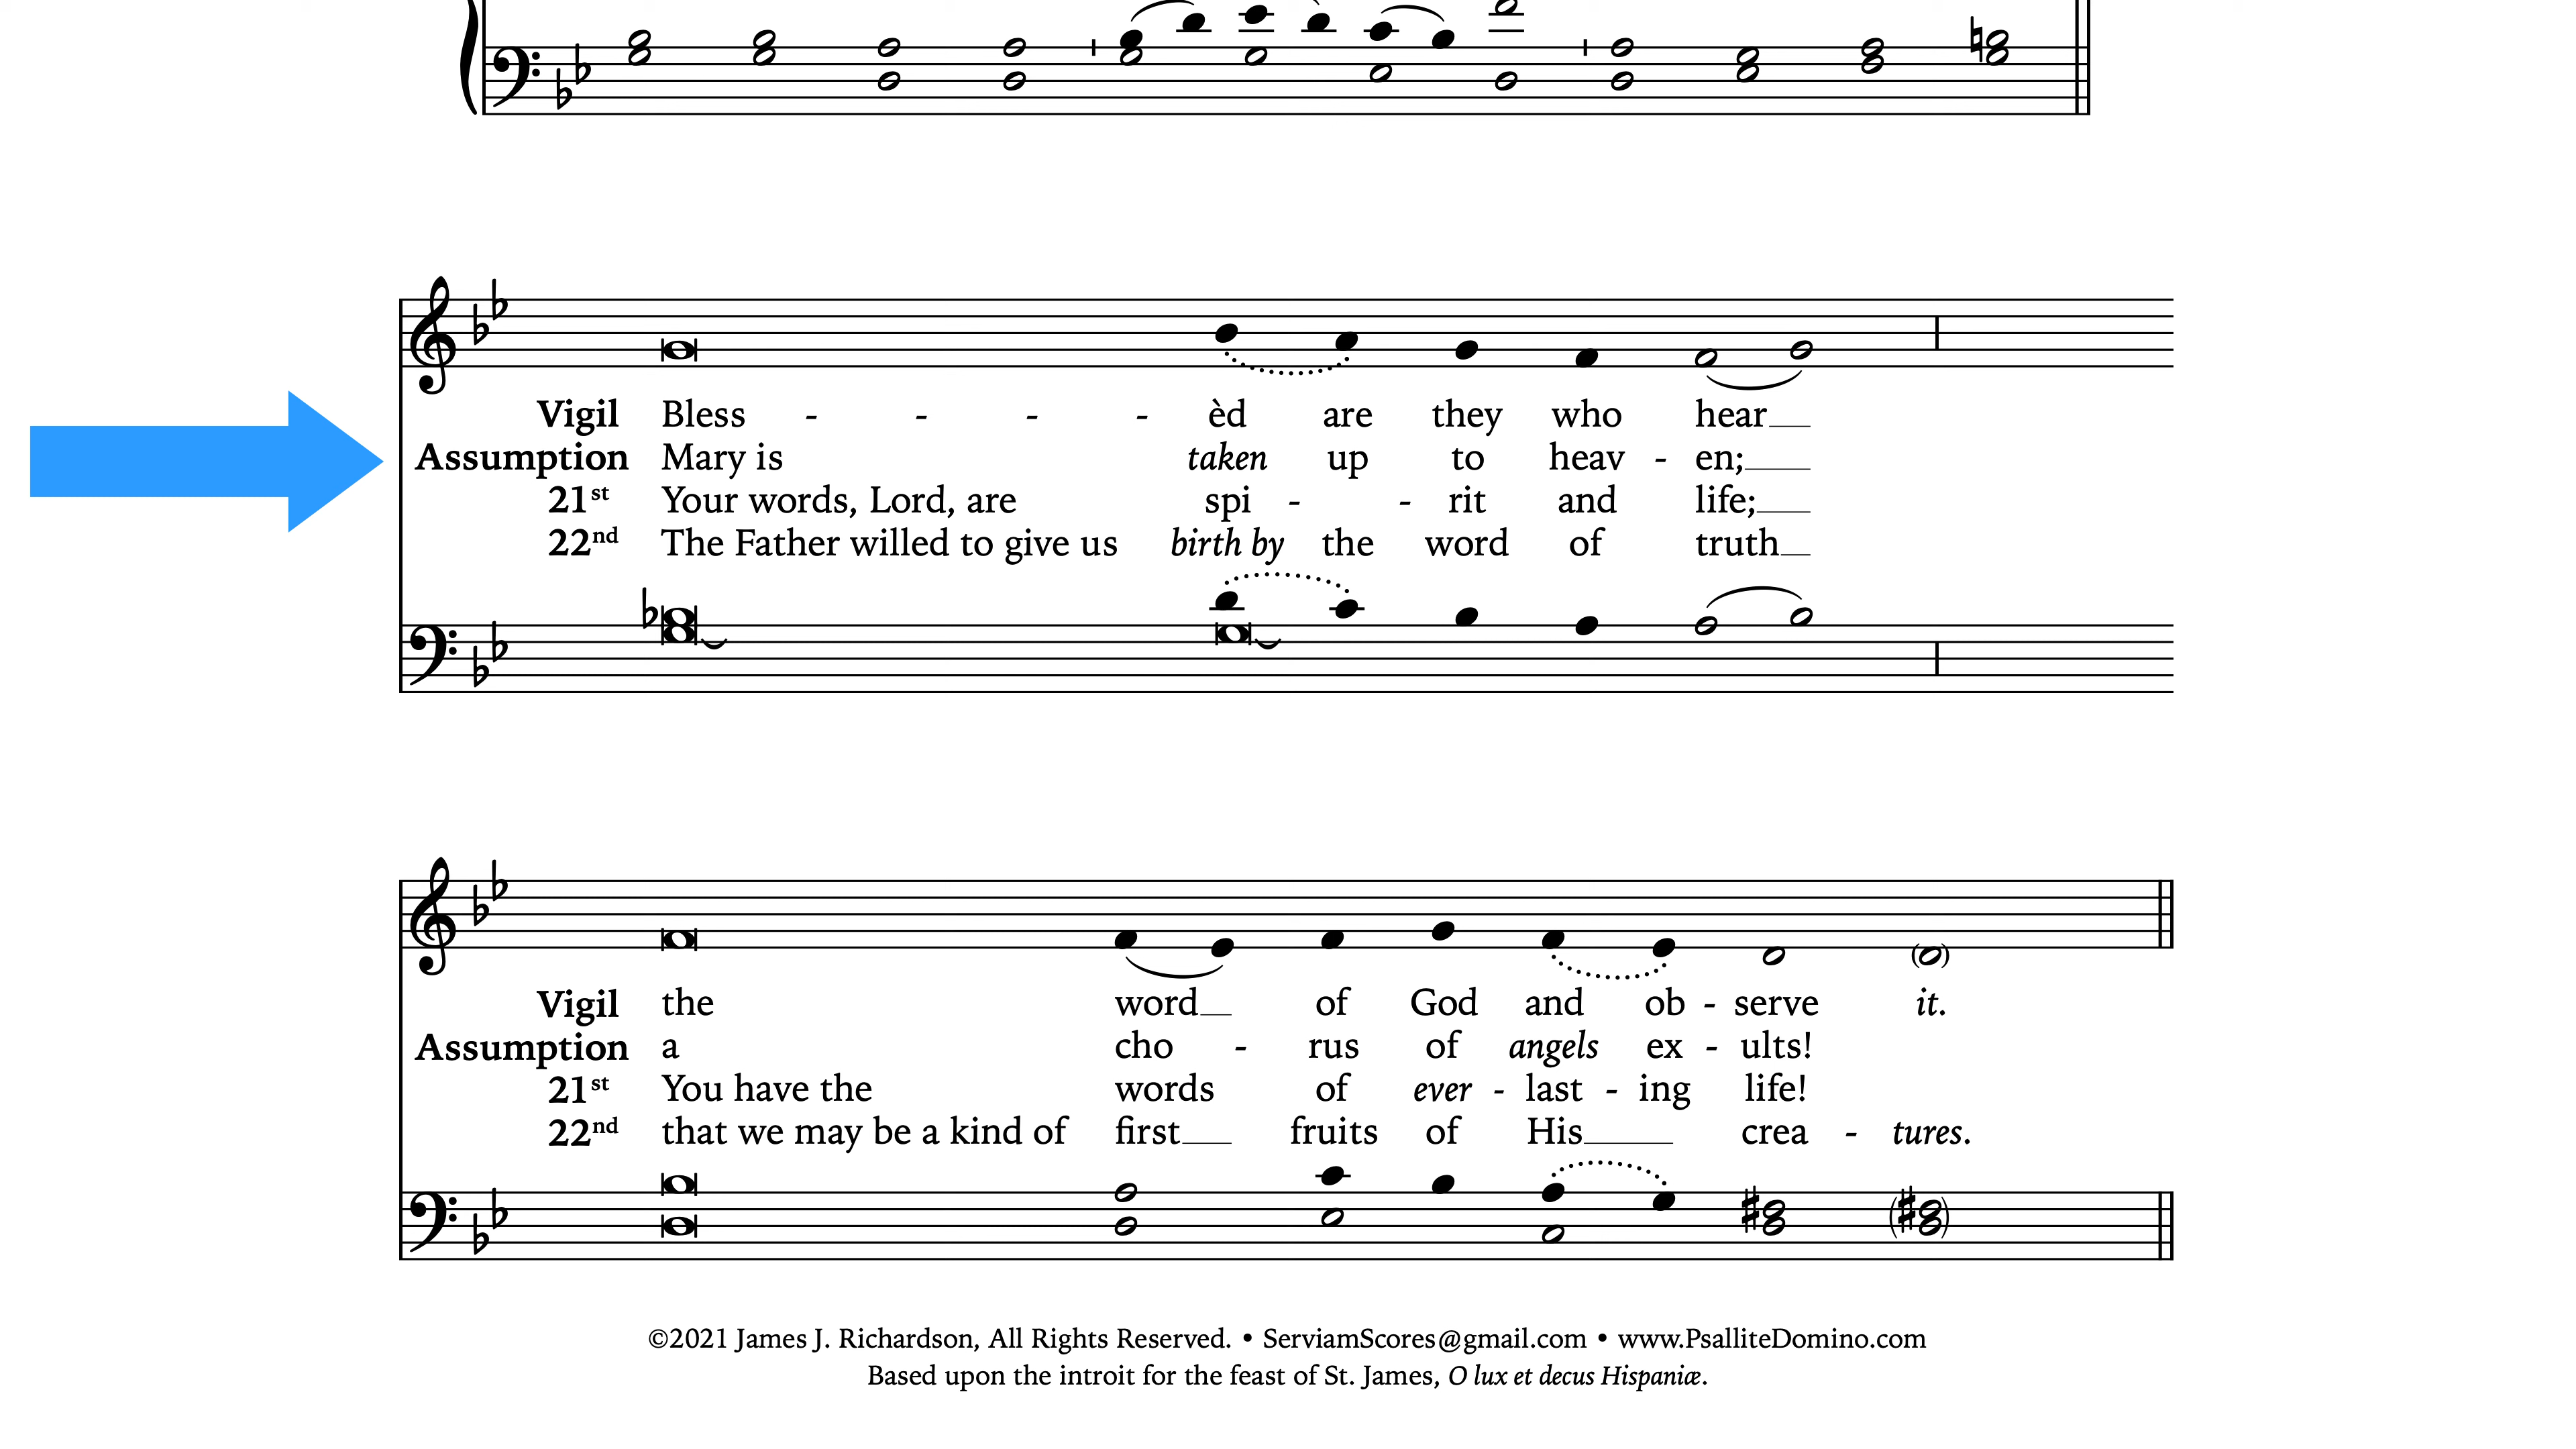 Vigil Bless - - - - èd are they who hear
Assumption Mary is taken up to heav - en;
21st Your words, Lord, are spi - - rit and life;
22nd The Father willed to give us birth by the word of truth
Vigil the word of God and ob - serve it.
Assumption a cho - rus of angels ex - ults!
21st You have the words of ever - last - ing life!
22nd that we may be a kind of first fruits of His crea - tures.
©2021 James J. Richardson, All Rights Reserved. • ServiamScores@gmail.com • www.PsalliteDomino.com
Based upon the introit for the feast of St. James, O lux et decus Hispaniæ.